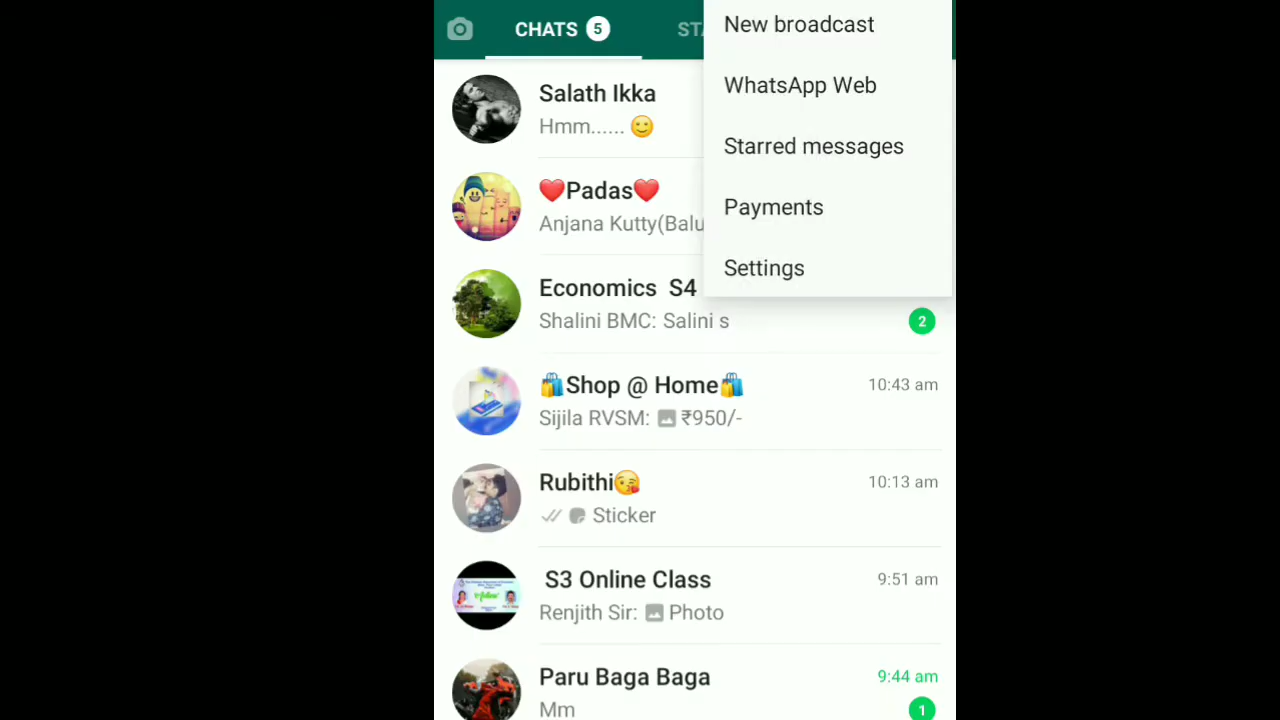 CHATS 5 STA
New broadcast
WhatsApp Web
Starred messages
Payments
Settings
Salath Ikka
Hmm...... 🙂
❤️Padas❤️
Anjana Kutty(Balu
Economics  S4
Shalini BMC: Salini s
2
🛍️Shop @ Home🛍️
10:43 am
Sijila RVSM: ₹950/-
Rubithi😘
10:13 am
Sticker
S3 Online Class
9:51 am
Renjith Sir: Photo
Paru Baga Baga
9:44 am
Mm
1